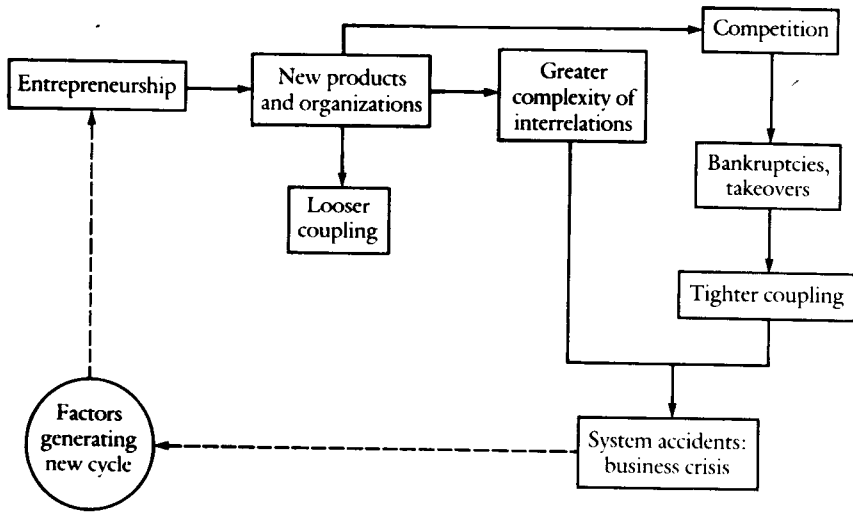 Competition
Entrepreneurship
New products
and organizations
Greater
complexity of
interrelations
Bankruptcies,
takeovers
Looser
coupling
Tighter coupling
Factors
generating
new cycle
System accidents:
business crisis